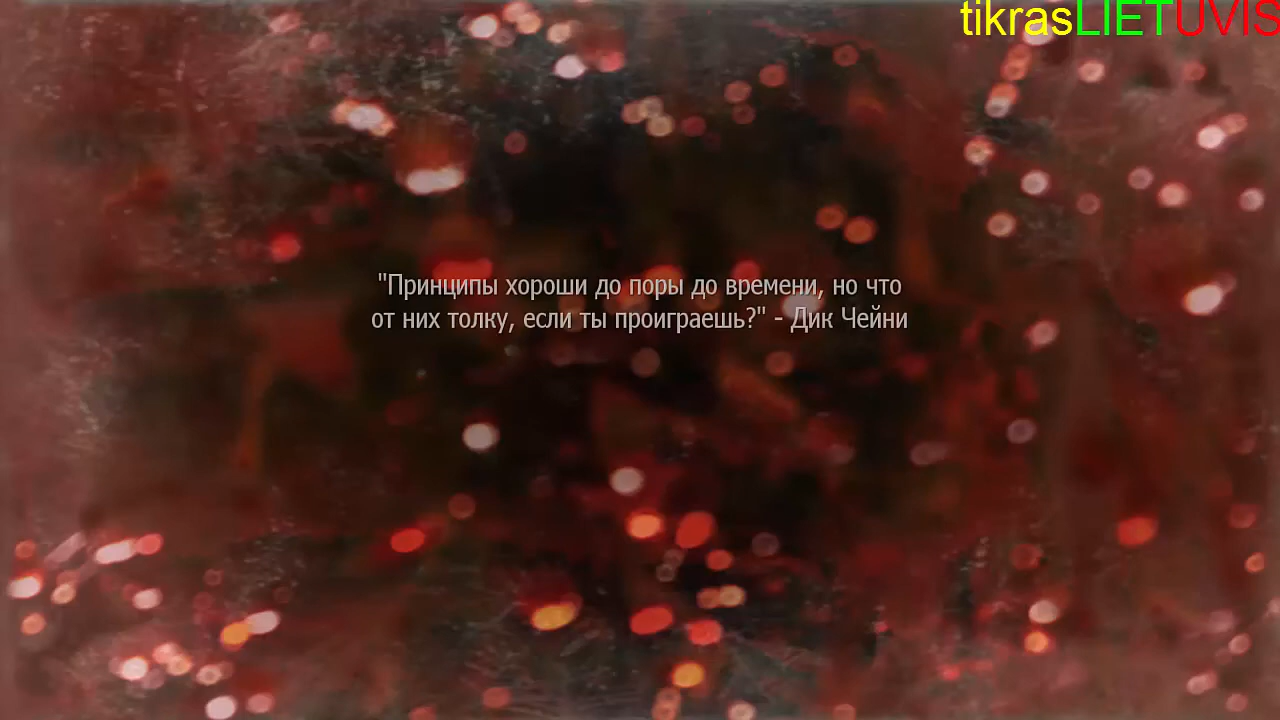 tikrasLIETUVIS
"Принципы хороши до поры до времени, но что
от них толку, если ты проиграешь?" - Дик Чейни